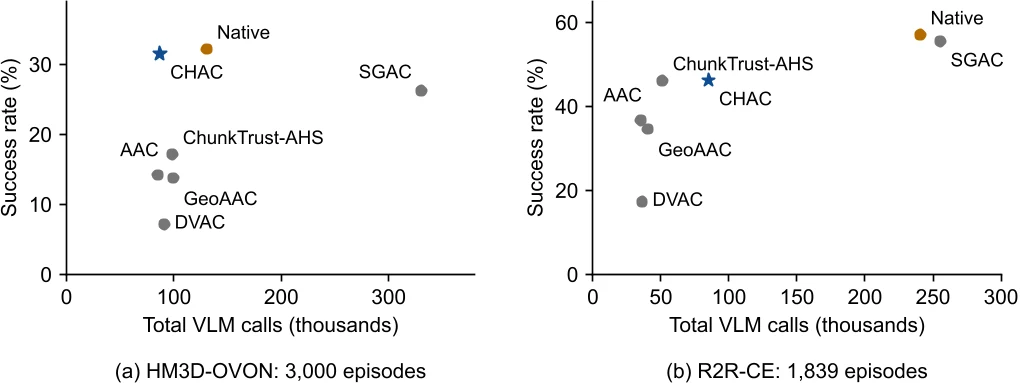 Success rate (%)
30
20
10
0
0
100
200
300
Total VLM calls (thousands)
Native
CHAC
SGAC
ChunkTrust-AHS
AAC
GeoAAC
DVAC
(a) HM3D-OVON: 3,000 episodes
Success rate (%)
60
40
20
0
0
50
100
150
200
250
300
Total VLM calls (thousands)
Native
SGAC
ChunkTrust-AHS
CHAC
AAC
GeoAAC
DVAC
(b) R2R-CE: 1,839 episodes